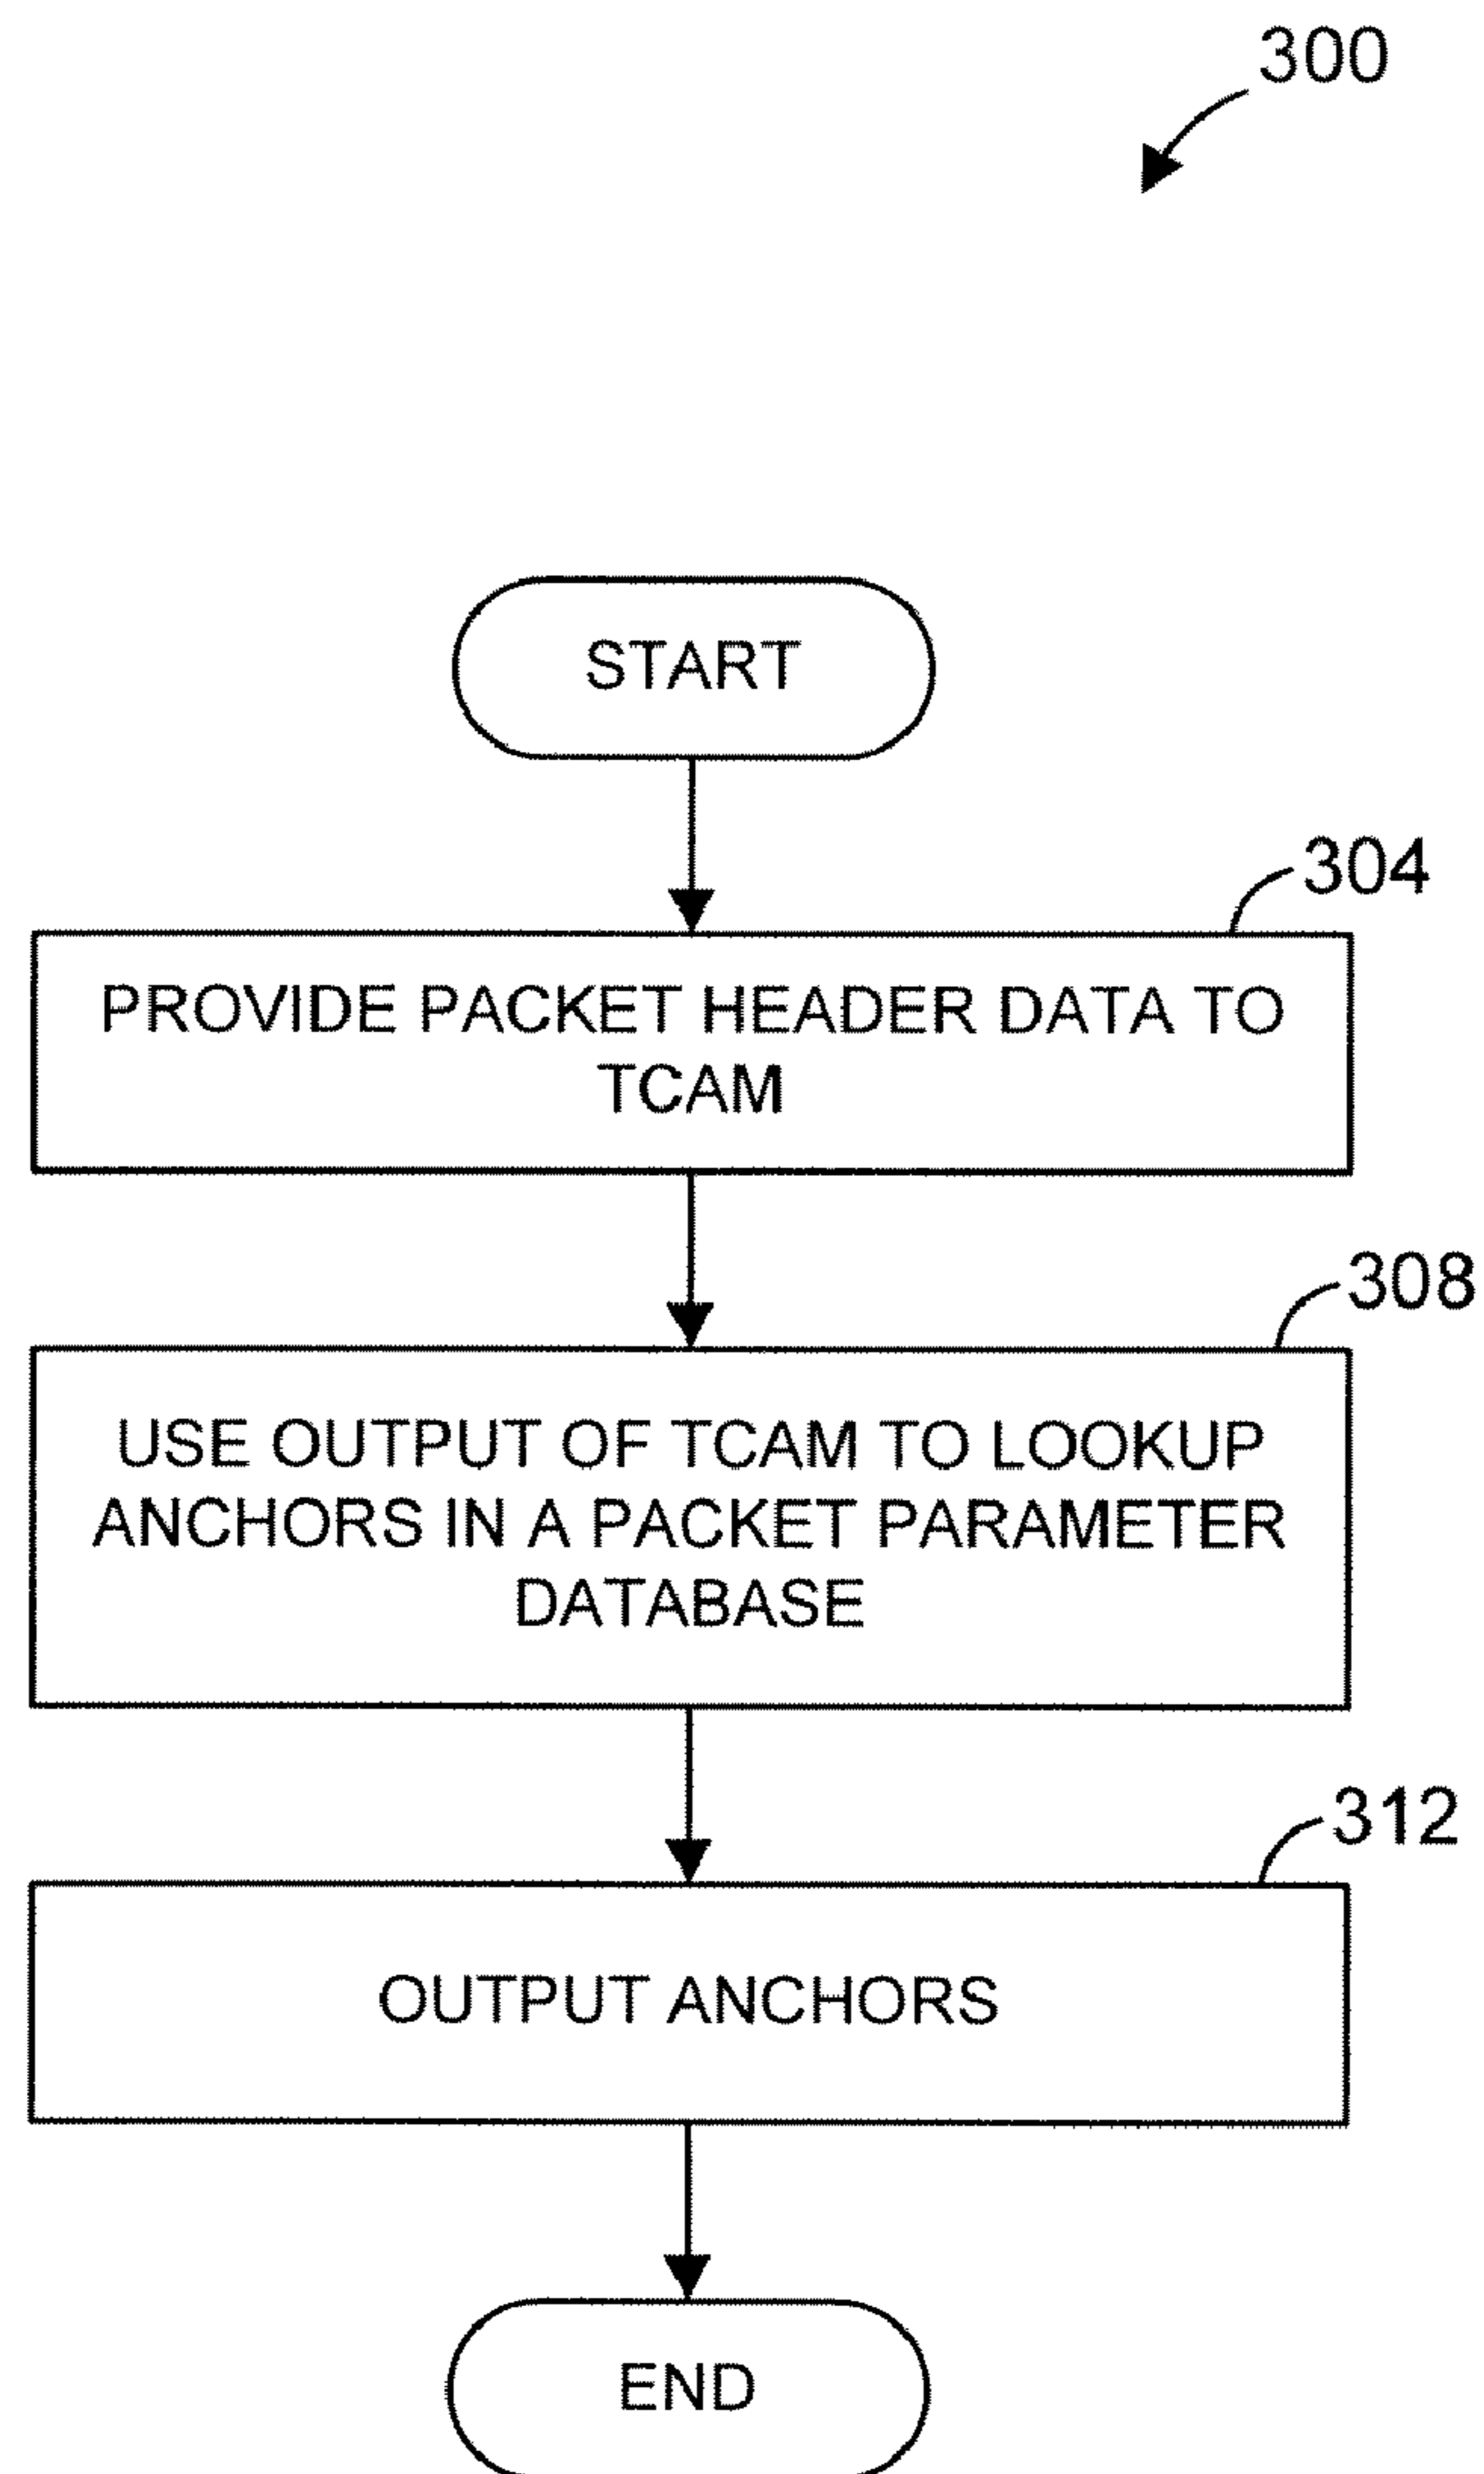 300
START
304
PROVIDE PACKET HEADER DATA TO
TCAM
308
USE OUTPUT OF TCAM TO LOOKUP
ANCHORS IN A PACKET PARAMETER
DATABASE
312
OUTPUT ANCHORS
END